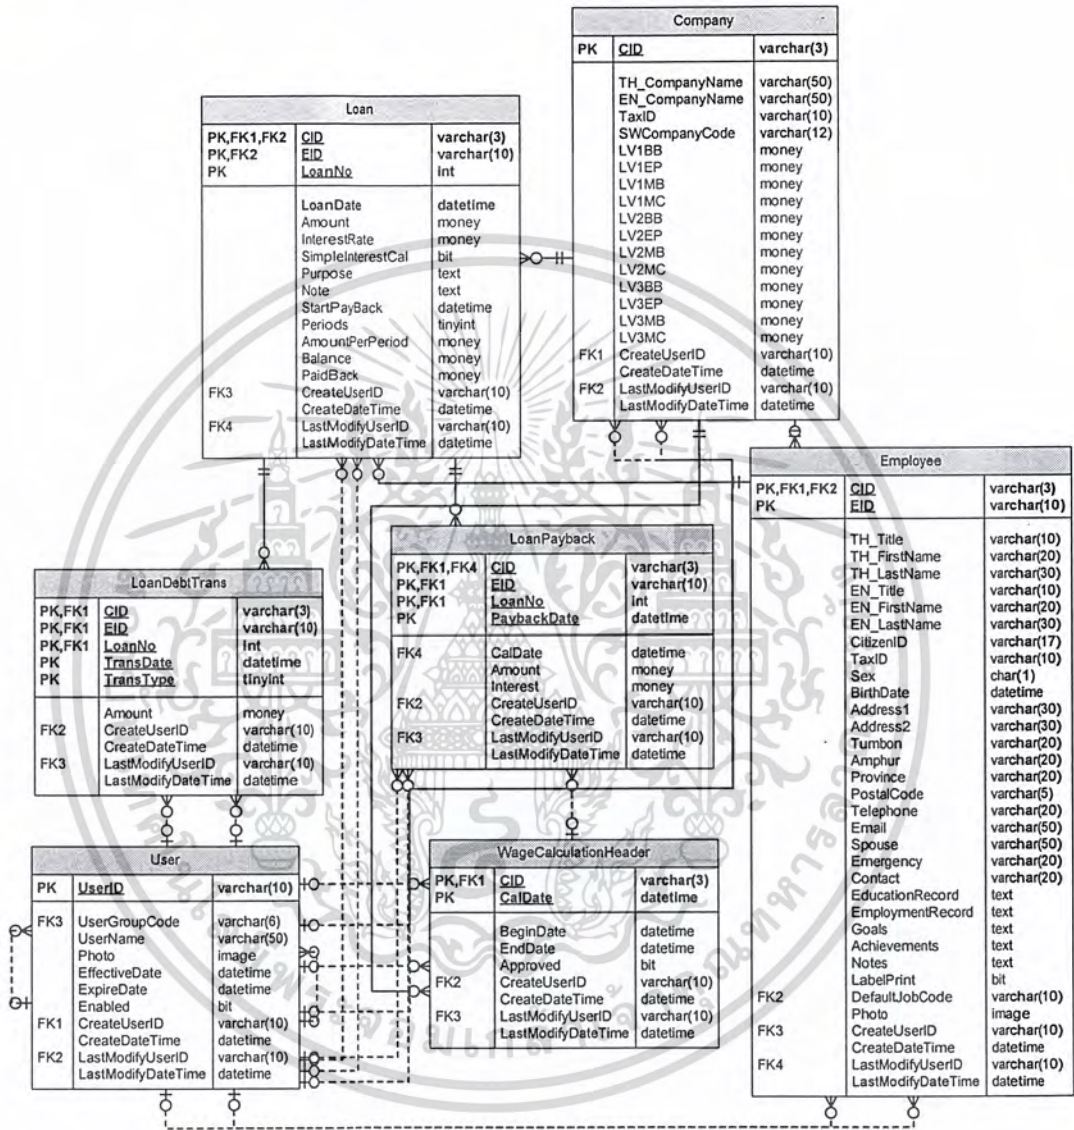 Company
PK CID varchar(3)
TH_CompanyName varchar(50)
EN_CompanyName varchar(50)
TaxID varchar(10)
SWCompanyCode varchar(12)
LV1BB money
LV1EP money
LV1MB money
LV1MC money
LV2BB money
LV2EP money
LV2MB money
LV2MC money
LV3BB money
LV3EP money
LV3MB money
LV3MC money
FK1 CreateUserID varchar(10)
CreateDateTime datetime
FK2 LastModifyUserID varchar(10)
LastModifyDateTime datetime
Loan
PK,FK1,FK2 CID varchar(3)
PK,FK2 EID varchar(10)
PK LoanNo int
LoanDate datetime
Amount money
InterestRate money
SimpleInterestCal bit
Purpose text
Note text
StartPayBack datetime
Periods tinyint
AmountPerPeriod money
Balance money
PaidBack money
FK3 CreateUserID varchar(10)
CreateDateTime datetime
FK4 LastModifyUserID varchar(10)
LastModifyDateTime datetime
Employee
PK,FK1,FK2 CID varchar(3)
PK EID varchar(10)
TH_Title varchar(10)
TH_FirstName varchar(20)
TH_LastName varchar(30)
EN_Title varchar(10)
EN_FirstName varchar(20)
EN_LastName varchar(30)
CitizenID varchar(17)
TaxID varchar(10)
Sex char(1)
BirthDate datetime
Address1 varchar(30)
Address2 varchar(30)
Tumbon varchar(20)
Amphur varchar(20)
Province varchar(20)
PostalCode varchar(5)
Telephone varchar(20)
Email varchar(50)
Spouse varchar(50)
Emergency varchar(20)
Contact varchar(20)
EducationRecord text
EmploymentRecord text
Goals text
Achievements text
Notes text
LabelPrint bit
FK2 DefaultJobCode varchar(10)
Photo image
FK3 CreateUserID varchar(10)
CreateDateTime datetime
FK4 LastModifyUserID varchar(10)
LastModifyDateTime datetime
LoanPayback
PK,FK1,FK4 CID varchar(3)
PK,FK1 EID varchar(10)
PK,FK1 LoanNo int
PK PaybackDate datetime
FK4 CalDate datetime
Amount money
Interest money
FK2 CreateUserID varchar(10)
CreateDateTime datetime
FK3 LastModifyUserID varchar(10)
LastModifyDateTime datetime
LoanDebtTrans
PK,FK1 CID varchar(3)
PK,FK1 EID varchar(10)
PK,FK1 LoanNo int
PK TransDate datetime
PK TransType tinyint
Amount money
FK2 CreateUserID varchar(10)
CreateDateTime datetime
FK3 LastModifyUserID varchar(10)
LastModifyDateTime datetime
User
PK UserID varchar(10)
FK3 UserGroupCode varchar(6)
UserName varchar(50)
Photo image
EffectiveDate datetime
ExpireDate datetime
Enabled bit
FK1 CreateUserID varchar(10)
CreateDateTime datetime
FK2 LastModifyUserID varchar(10)
LastModifyDateTime datetime
WageCalculationHeader
PK,FK1 CID varchar(3)
PK CalDate datetime
BeginDate datetime
EndDate datetime
Approved bit
FK2 CreateUserID varchar(10)
CreateDateTime datetime
FK3 LastModifyUserID varchar(10)
LastModifyDateTime datetime